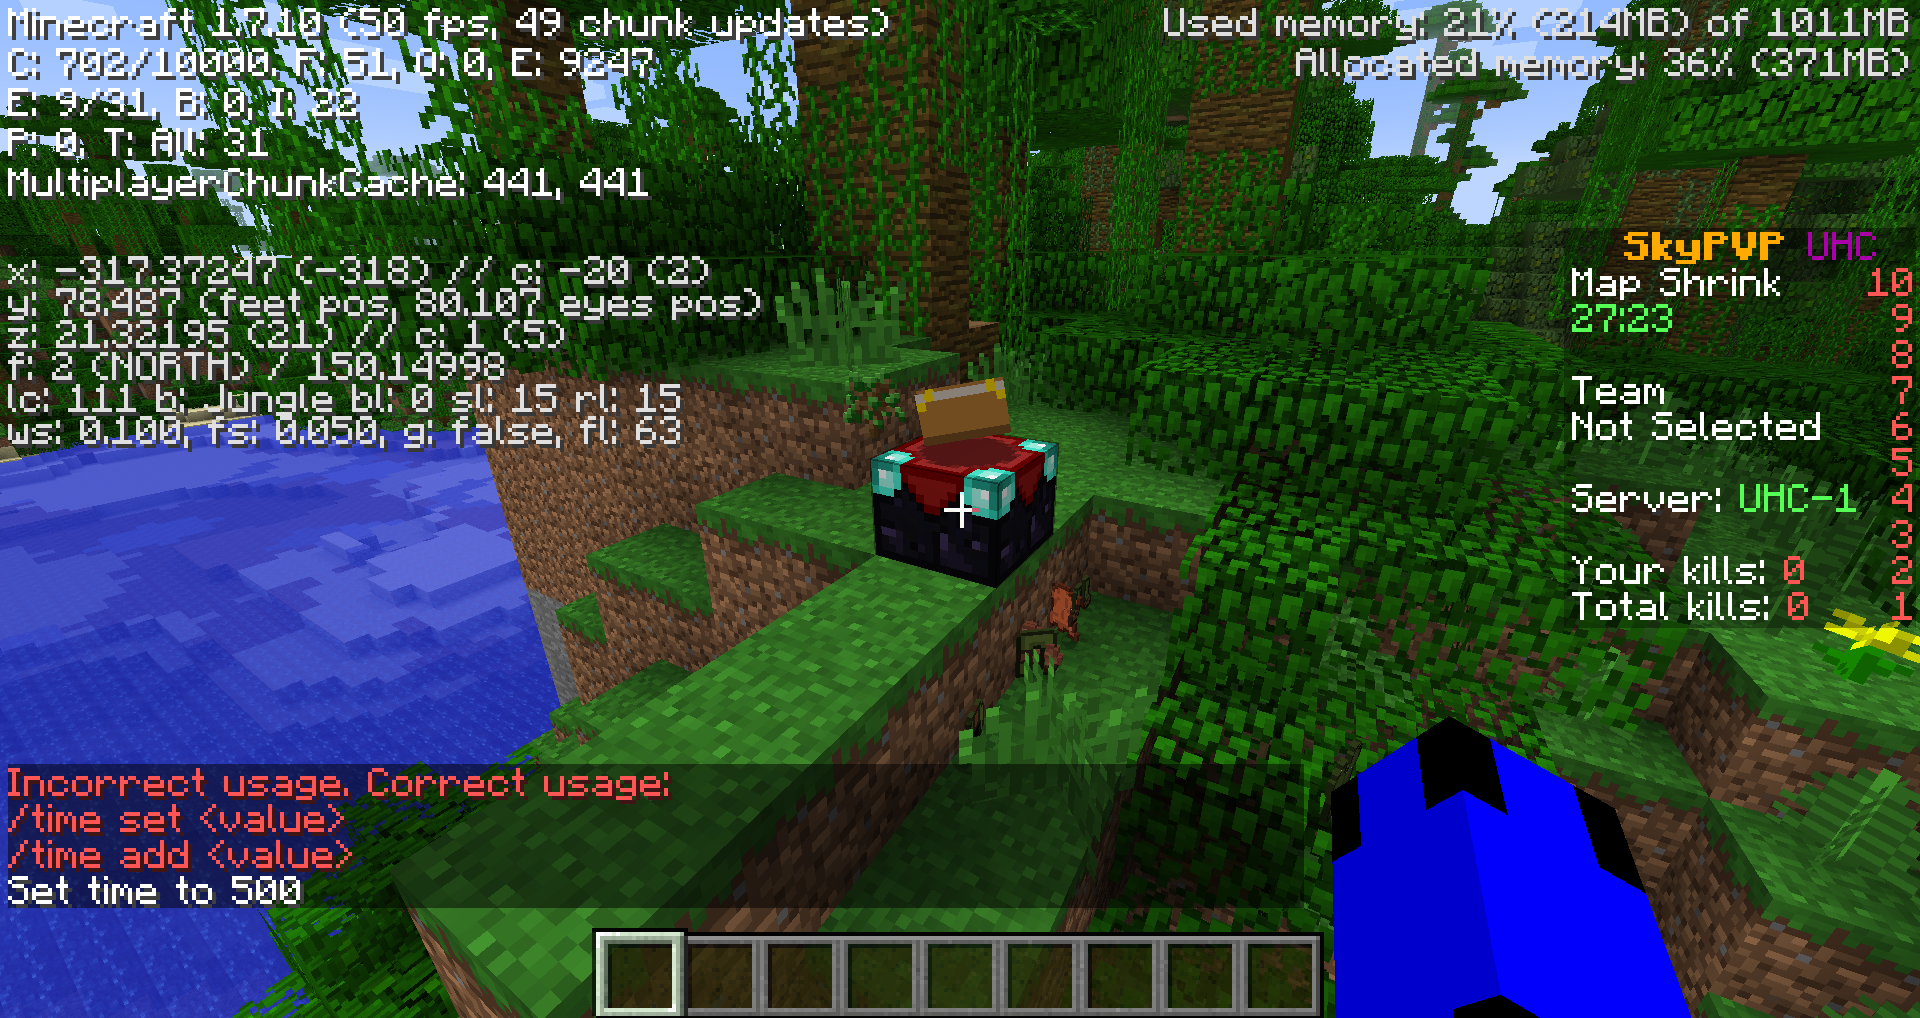 Minecraft 1.7.10 (50 fps, 49 chunk updates)
C: 702/10000. F: 51, O: 0, E: 9247
E: 9/31, B: 0, I: 22
P: 0, T: All: 31
MultiplayerChunkCache: 441, 441
x: -317.37247 (-318) // c: -20 (2)
y: 78.487 (feet pos, 80.107 eyes pos)
z: 21.32195 (21) // c: 1 (5)
f: 2 (NORTH) / 150.14998
lc: 111 b: Jungle bl: 0 sl: 15 rl: 15
ws: 0.100, fs: 0.050, g: false, fl: 63
Used memory: 21% (214MB) of 1011MB
Allocated memory: 36% (371MB)
SkyPVP UHC
Map Shrink 10
27:23 9
8
Team 7
Not Selected 6
5
Server: UHC-1 4
3
Your kills: 0 2
Total kills: 0 1
Incorrect usage. Correct usage:
/time set <value>
/time add <value>
Set time to 500